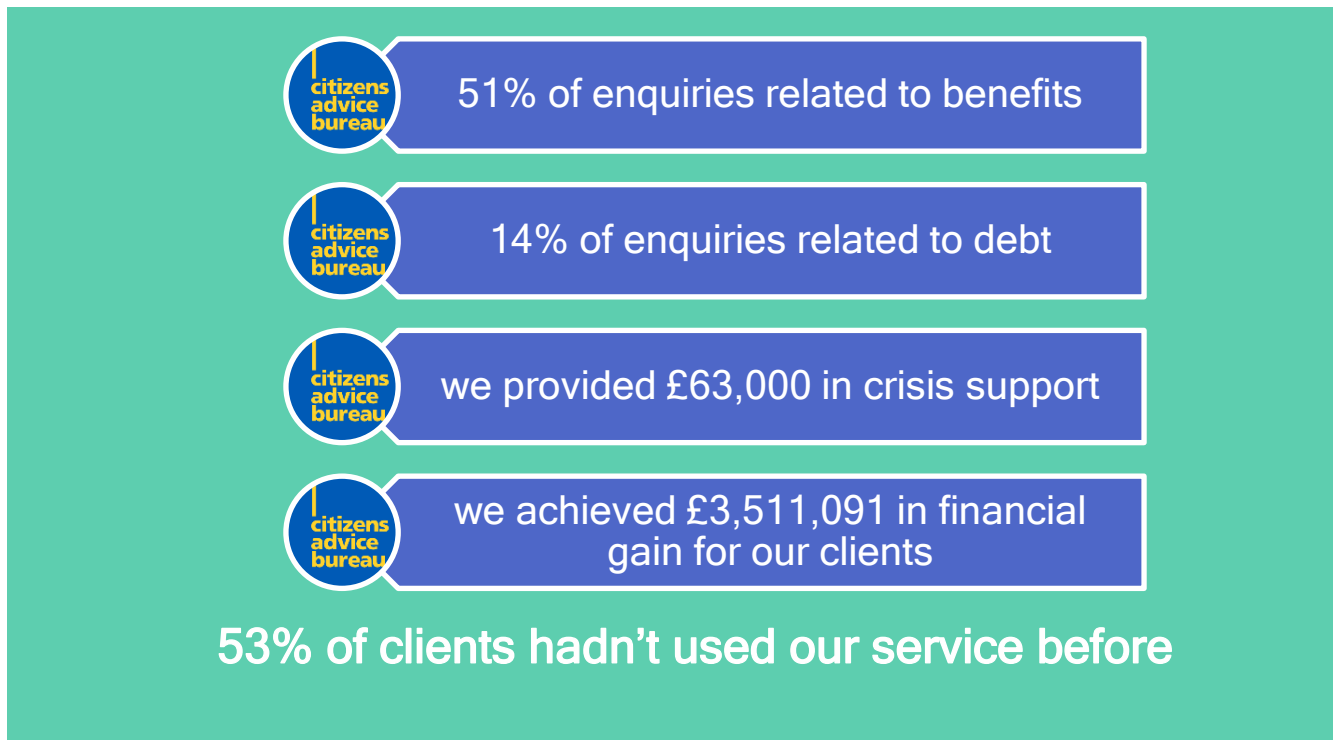 citizens
advice
bureau
51% of enquiries related to benefits
citizens
advice
bureau
14% of enquiries related to debt
citizens
advice
bureau
we provided £63,000 in crisis support
citizens
advice
bureau
we achieved £3,511,091 in financial
gain for our clients
53% of clients hadn’t used our service before